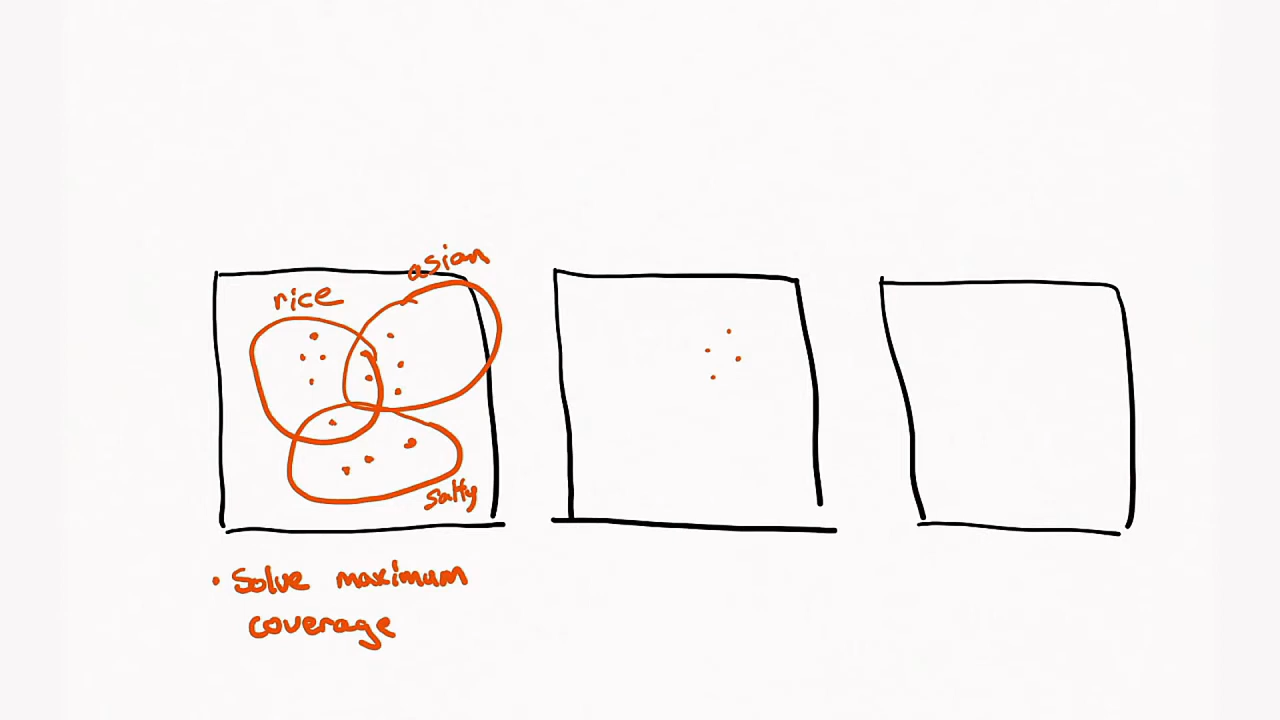 asian
rice
salty
• Solve maximum
coverage